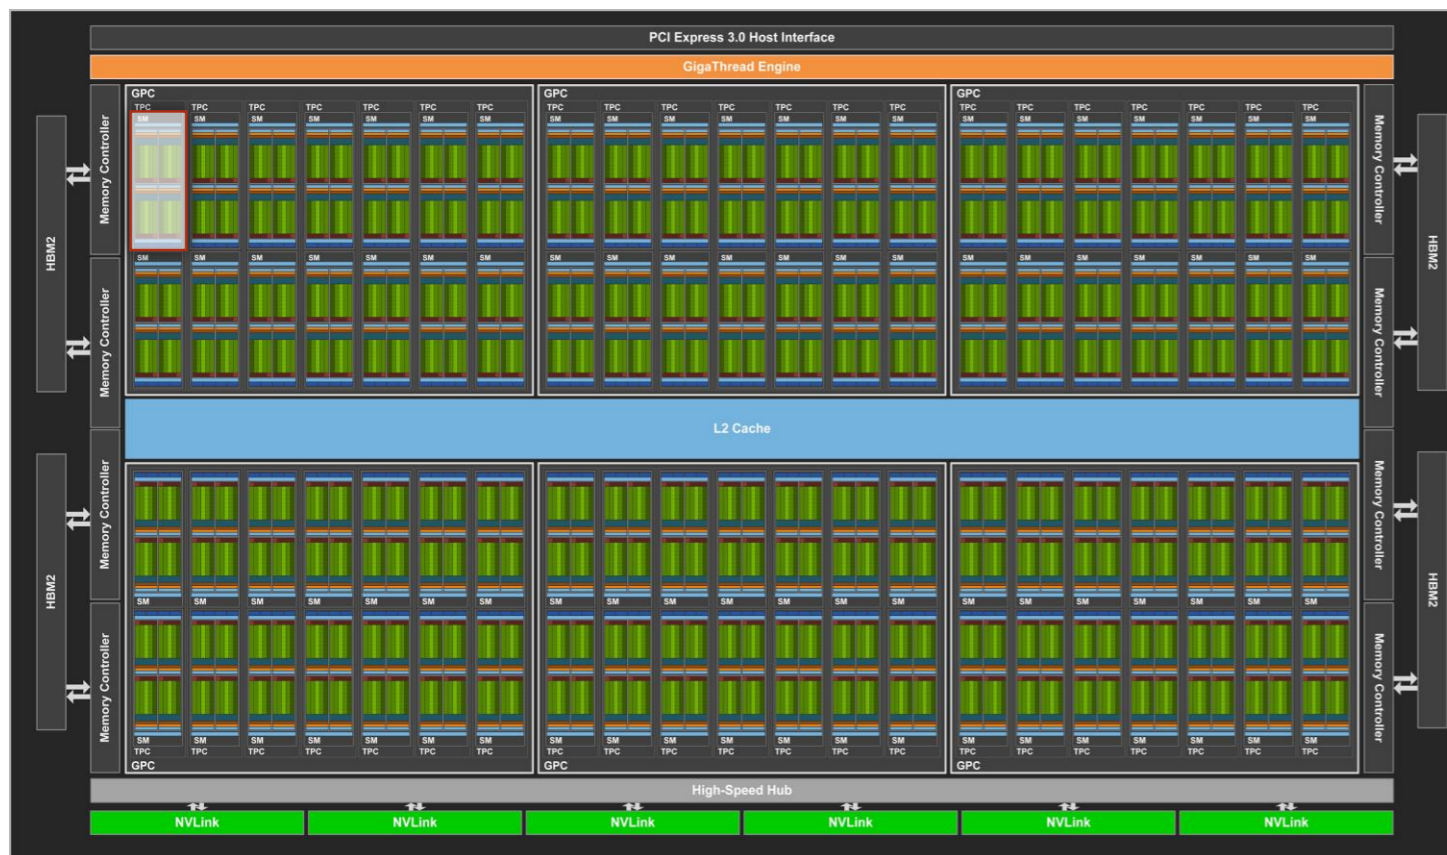 PCI Express 3.0 Host Interface
GigaThread Engine
GPC GPC GPC
TPC TPC TPC TPC TPC TPC TPC TPC TPC TPC TPC TPC TPC TPC TPC TPC TPC TPC TPC TPC TPC
SM SM SM SM SM SM SM SM SM SM SM SM SM SM SM SM SM SM SM SM SM
Memory Controller
Memory Controller
HBM2
HBM2
SM SM SM SM SM SM SM SM SM SM SM SM SM SM SM SM SM SM SM SM SM
Memory Controller
Memory Controller
L2 Cache
Memory Controller
Memory Controller
HBM2
HBM2
SM SM SM SM SM SM SM SM SM SM SM SM SM SM SM SM SM SM SM SM SM
Memory Controller
Memory Controller
SM SM SM SM SM SM SM SM SM SM SM SM SM SM SM SM SM SM SM SM SM
TPC TPC TPC TPC TPC TPC TPC TPC TPC TPC TPC TPC TPC TPC TPC TPC TPC TPC TPC TPC TPC
GPC GPC GPC
High-Speed Hub
NVLink NVLink NVLink NVLink NVLink NVLink